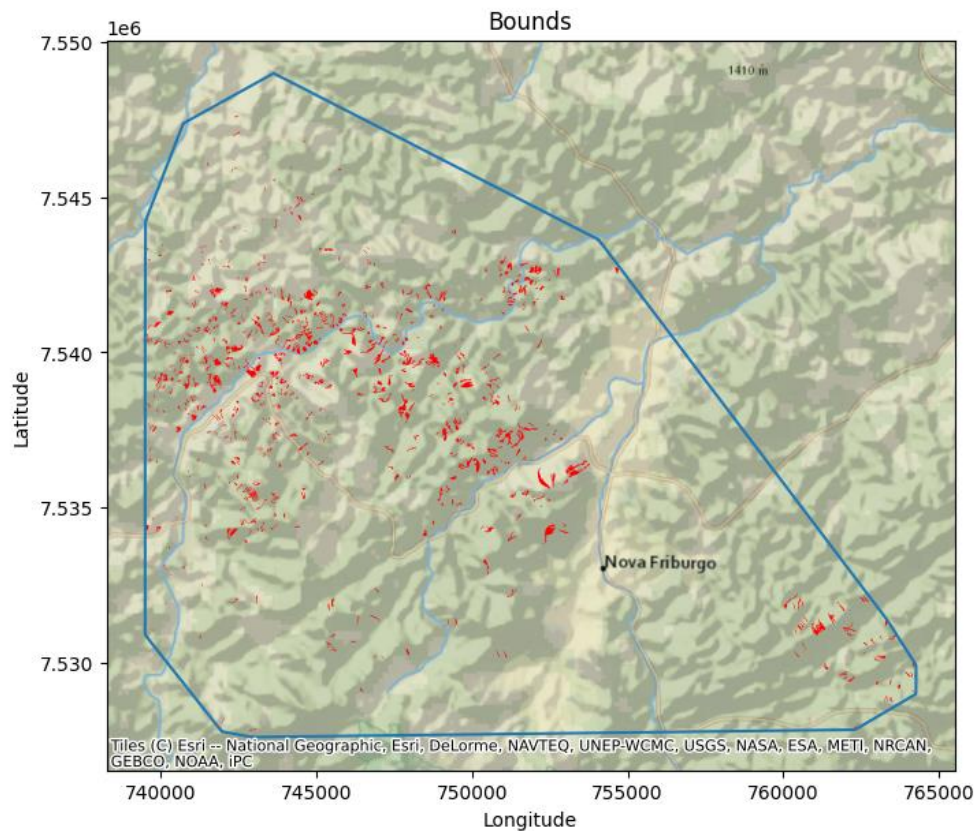 Bounds
1e6
7.550
7.545
7.540
7.535
7.530
Latitude
1410 m
Nova Friburgo
Tiles (C) Esri -- National Geographic, Esri, DeLorme, NAVTEQ, UNEP-WCMC, USGS, NASA, ESA, METI, NRCAN,
GEBCO, NOAA, iPC
740000 745000 750000 755000 760000 765000
Longitude